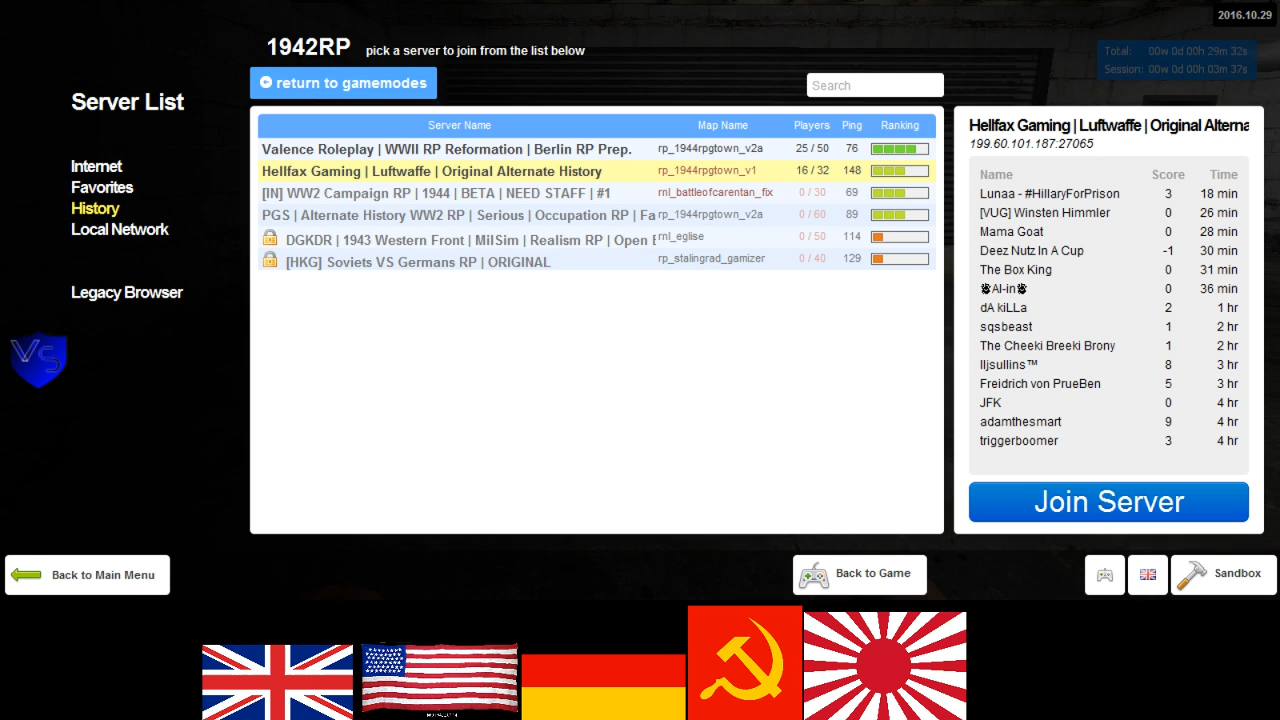 2016.10.29
1942RP pick a server to join from the list below
Total: 00w 0d 00h 29m 32s
Session: 00w 0d 00h 03m 37s
return to gamemodes
Search
Server List
Internet
Favorites
History
Local Network
Legacy Browser
VS
Server Name Map Name Players Ping Ranking
Valence Roleplay | WWII RP Reformation | Berlin RP Prep. rp_1944rpgtown_v2a 25 / 50 76
Hellfax Gaming | Luftwaffe | Original Alternate History rp_1944rpgtown_v1 16 / 32 148
[IN] WW2 Campaign RP | 1944 | BETA | NEED STAFF | #1 rnl_battleofcarentan_fix 0 / 30 69
PGS | Alternate History WW2 RP | Serious | Occupation RP | Fa rp_1944rpgtown_v2a 0 / 60 89
DGKDR | 1943 Western Front | MilSim | Realism RP | Open E rnl_eglise 0 / 50 114
[HKG] Soviets VS Germans RP | ORIGINAL rp_stalingrad_gamizer 0 / 40 129
Hellfax Gaming | Luftwaffe | Original Alterna
199.60.101.187:27065
Name Score Time
Lunaa - #HillaryForPrison 3 18 min
[VUG] Winsten Himmler 0 26 min
Mama Goat 0 28 min
Deez Nutz In A Cup -1 30 min
The Box King 0 31 min
Al-in 0 36 min
dA kiLLa 2 1 hr
sqsbeast 1 2 hr
The Cheeki Breeki Brony 1 2 hr
lljsullins™ 8 3 hr
Freidrich von PrueBen 5 3 hr
JFK 0 4 hr
adamthesmart 9 4 hr
triggerboomer 3 4 hr
Join Server
Back to Main Menu
Back to Game
Sandbox